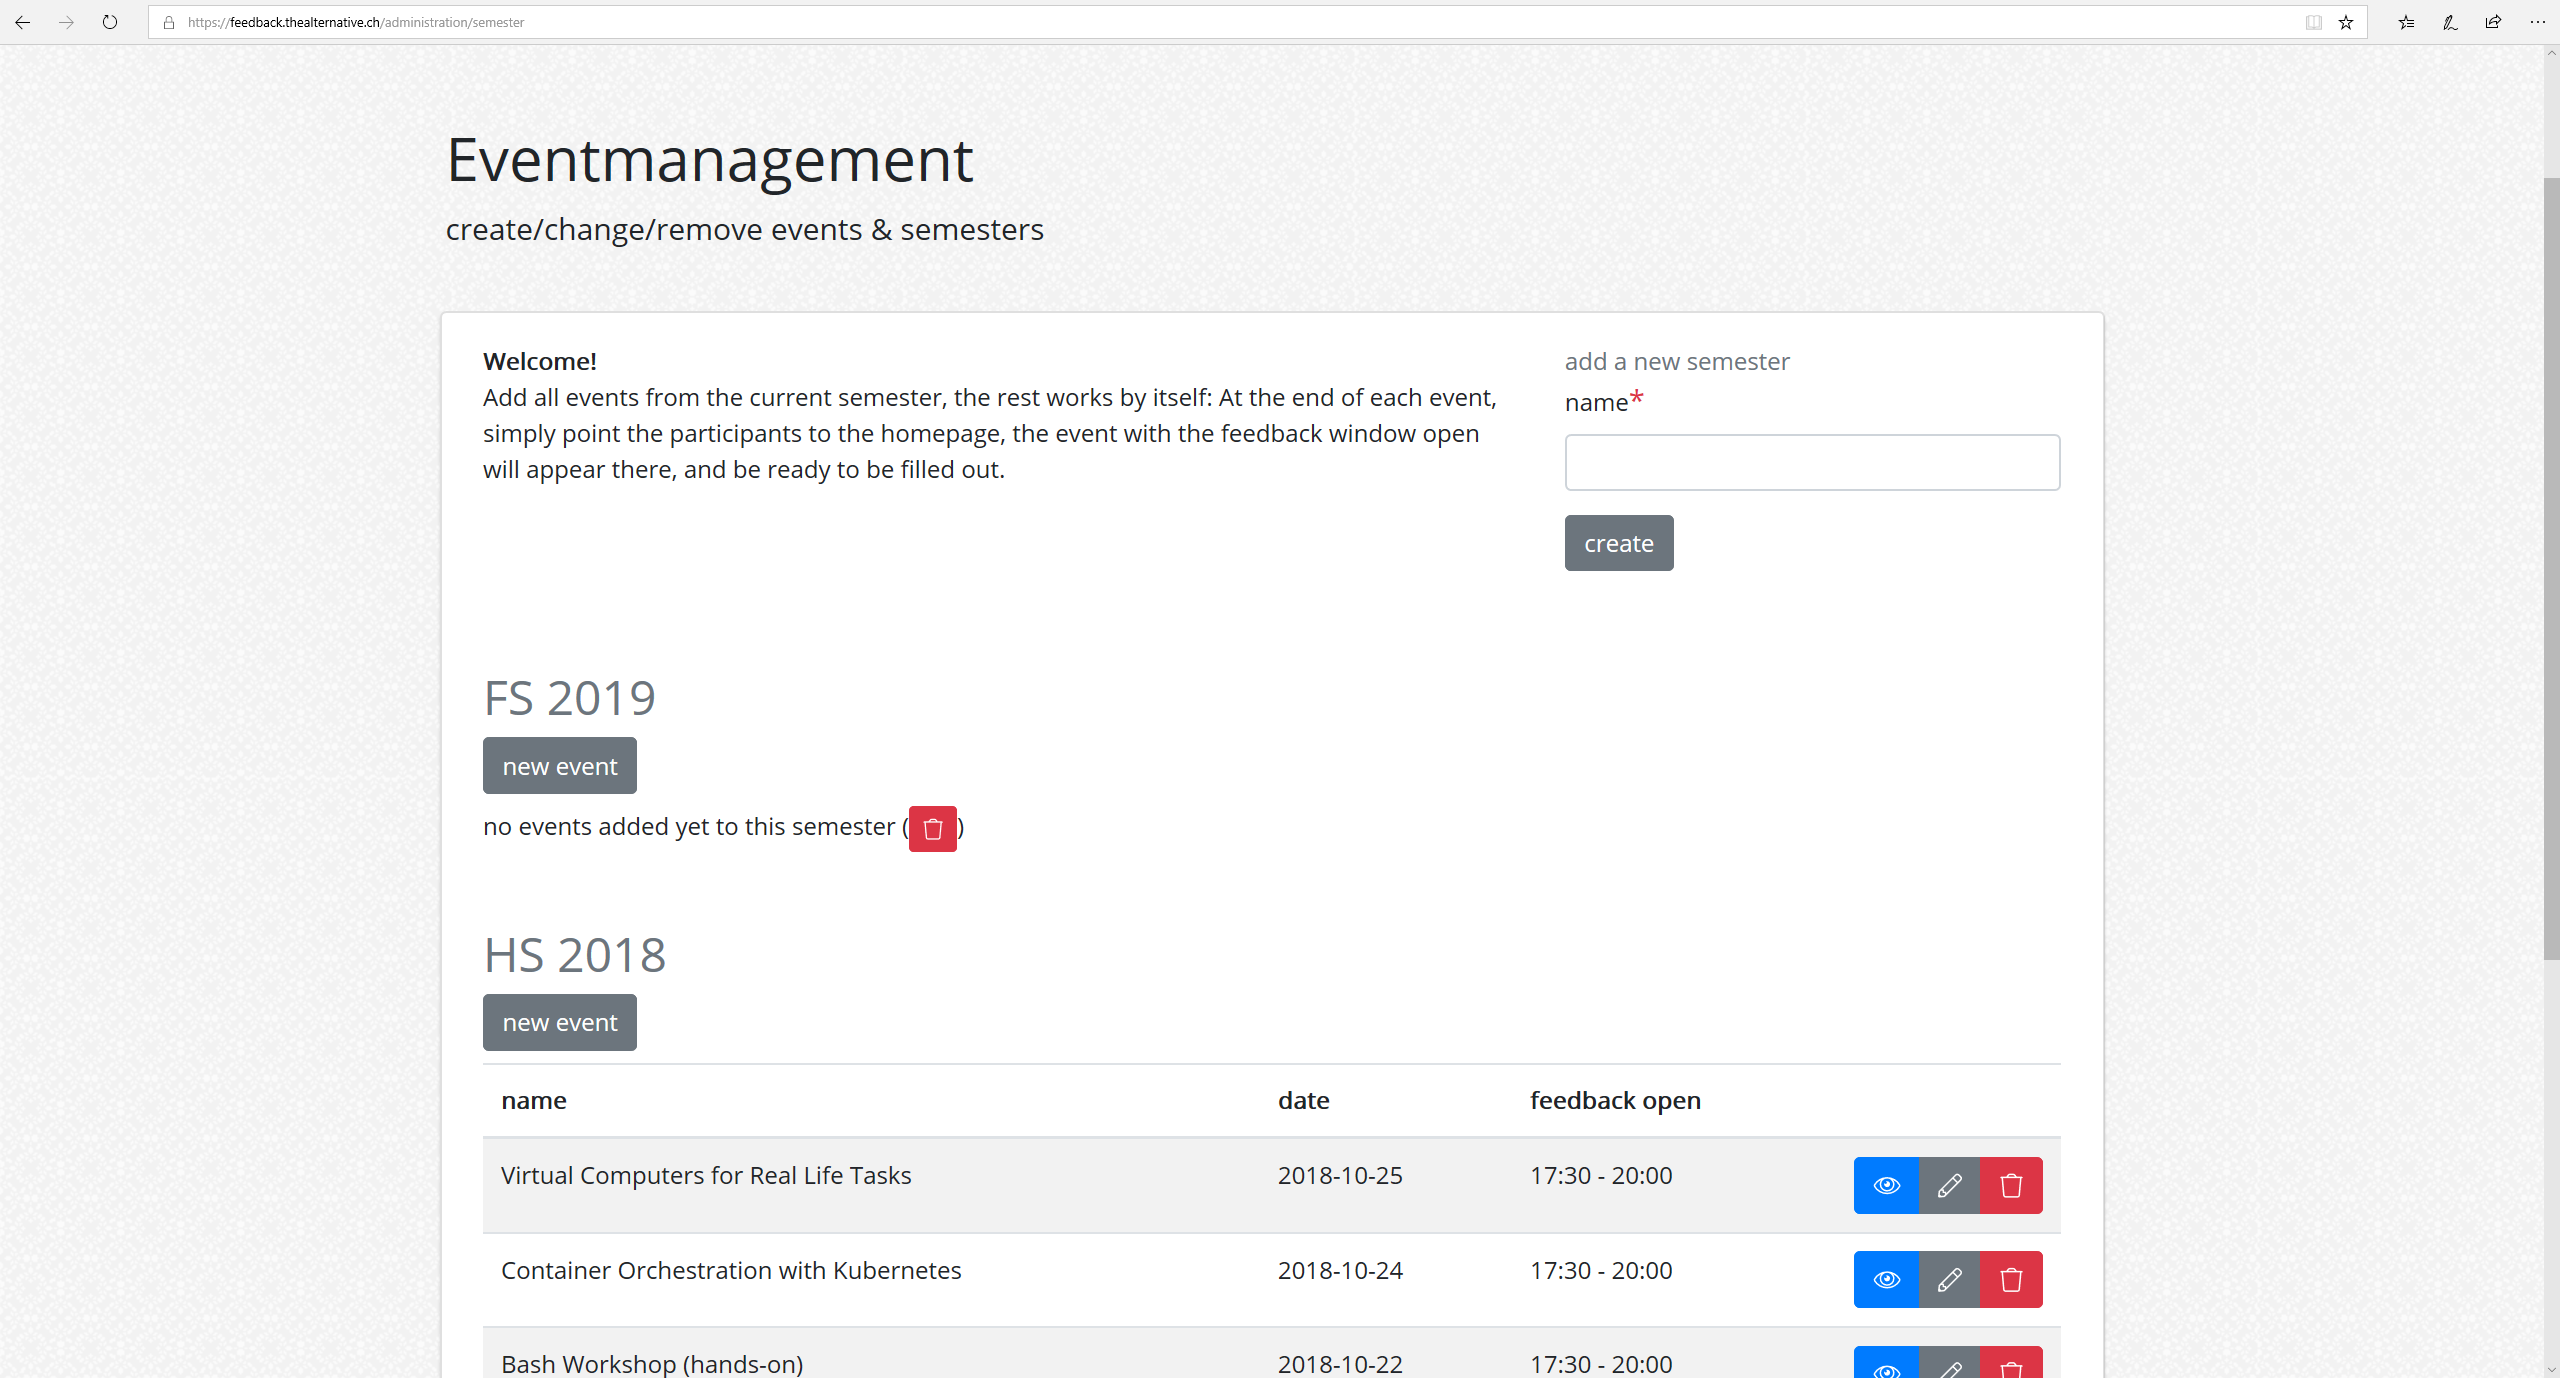 https://feedback.thealternative.ch/administration/semester
Eventmanagement
create/change/remove events & semesters
Welcome!
Add all events from the current semester, the rest works by itself: At the end of each event,
simply point the participants to the homepage, the event with the feedback window open
will appear there, and be ready to be filled out.
add a new semester
name*
create
FS 2019
new event
no events added yet to this semester ( )
HS 2018
new event
name date feedback open
Virtual Computers for Real Life Tasks 2018-10-25 17:30 - 20:00
Container Orchestration with Kubernetes 2018-10-24 17:30 - 20:00
Bash Workshop (hands-on) 2018-10-22 17:30 - 20:00